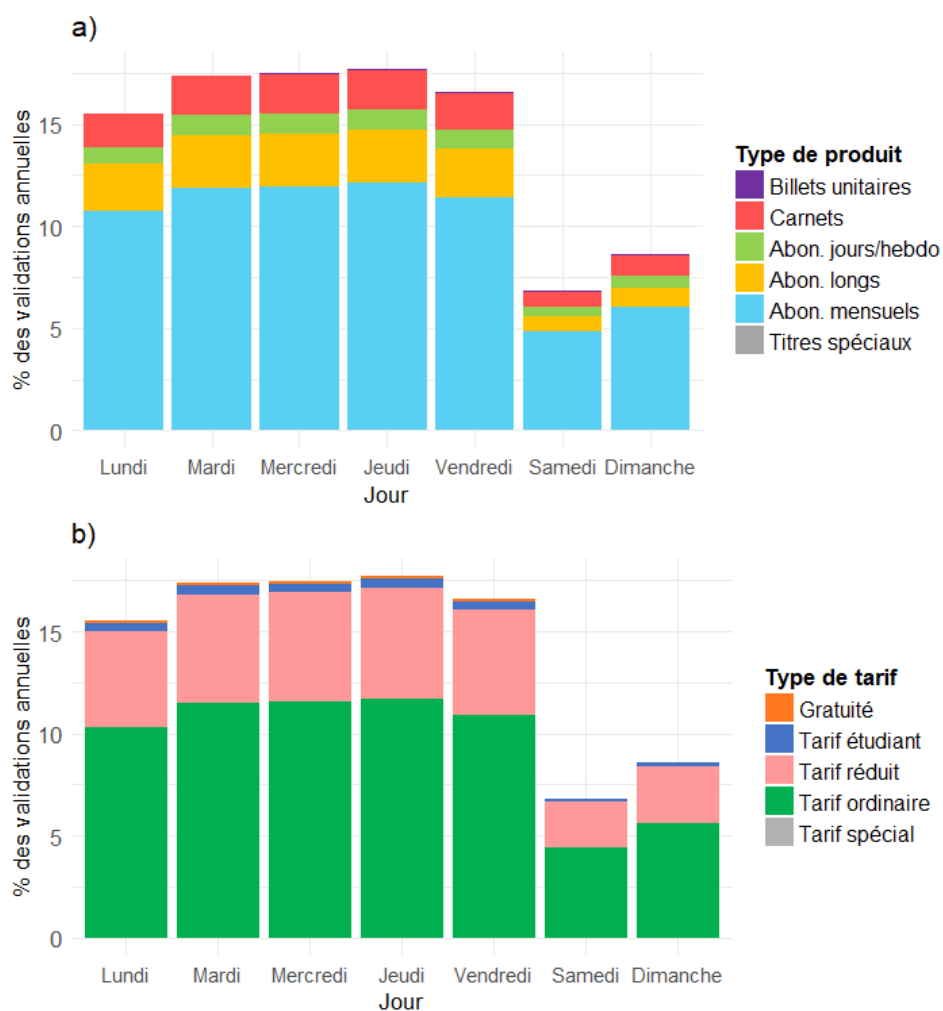 a)
% des validations annuelles
15
10
5
0
Lundi Mardi Mercredi Jeudi Vendredi Samedi Dimanche
Jour
Type de produit
Billets unitaires
Carnets
Abon. jours/hebdo
Abon. longs
Abon. mensuels
Titres spéciaux
b)
% des validations annuelles
15
10
5
0
Lundi Mardi Mercredi Jeudi Vendredi Samedi Dimanche
Jour
Type de tarif
Gratuité
Tarif étudiant
Tarif réduit
Tarif ordinaire
Tarif spécial